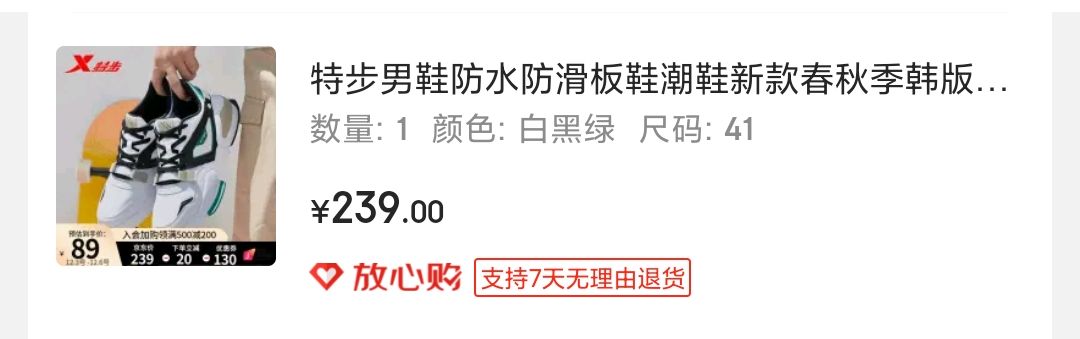 特步
特步男鞋防水防滑板鞋潮鞋新款春秋季韩版...
数量: 1 颜色: 白黑绿 尺码: 41
¥239.00
预估到手价: 入会加购领满500减200
¥89 京东价 下单立减 优惠券
12.3号-12.6号 239 - 20 - 130
放心购 支持7天无理由退货